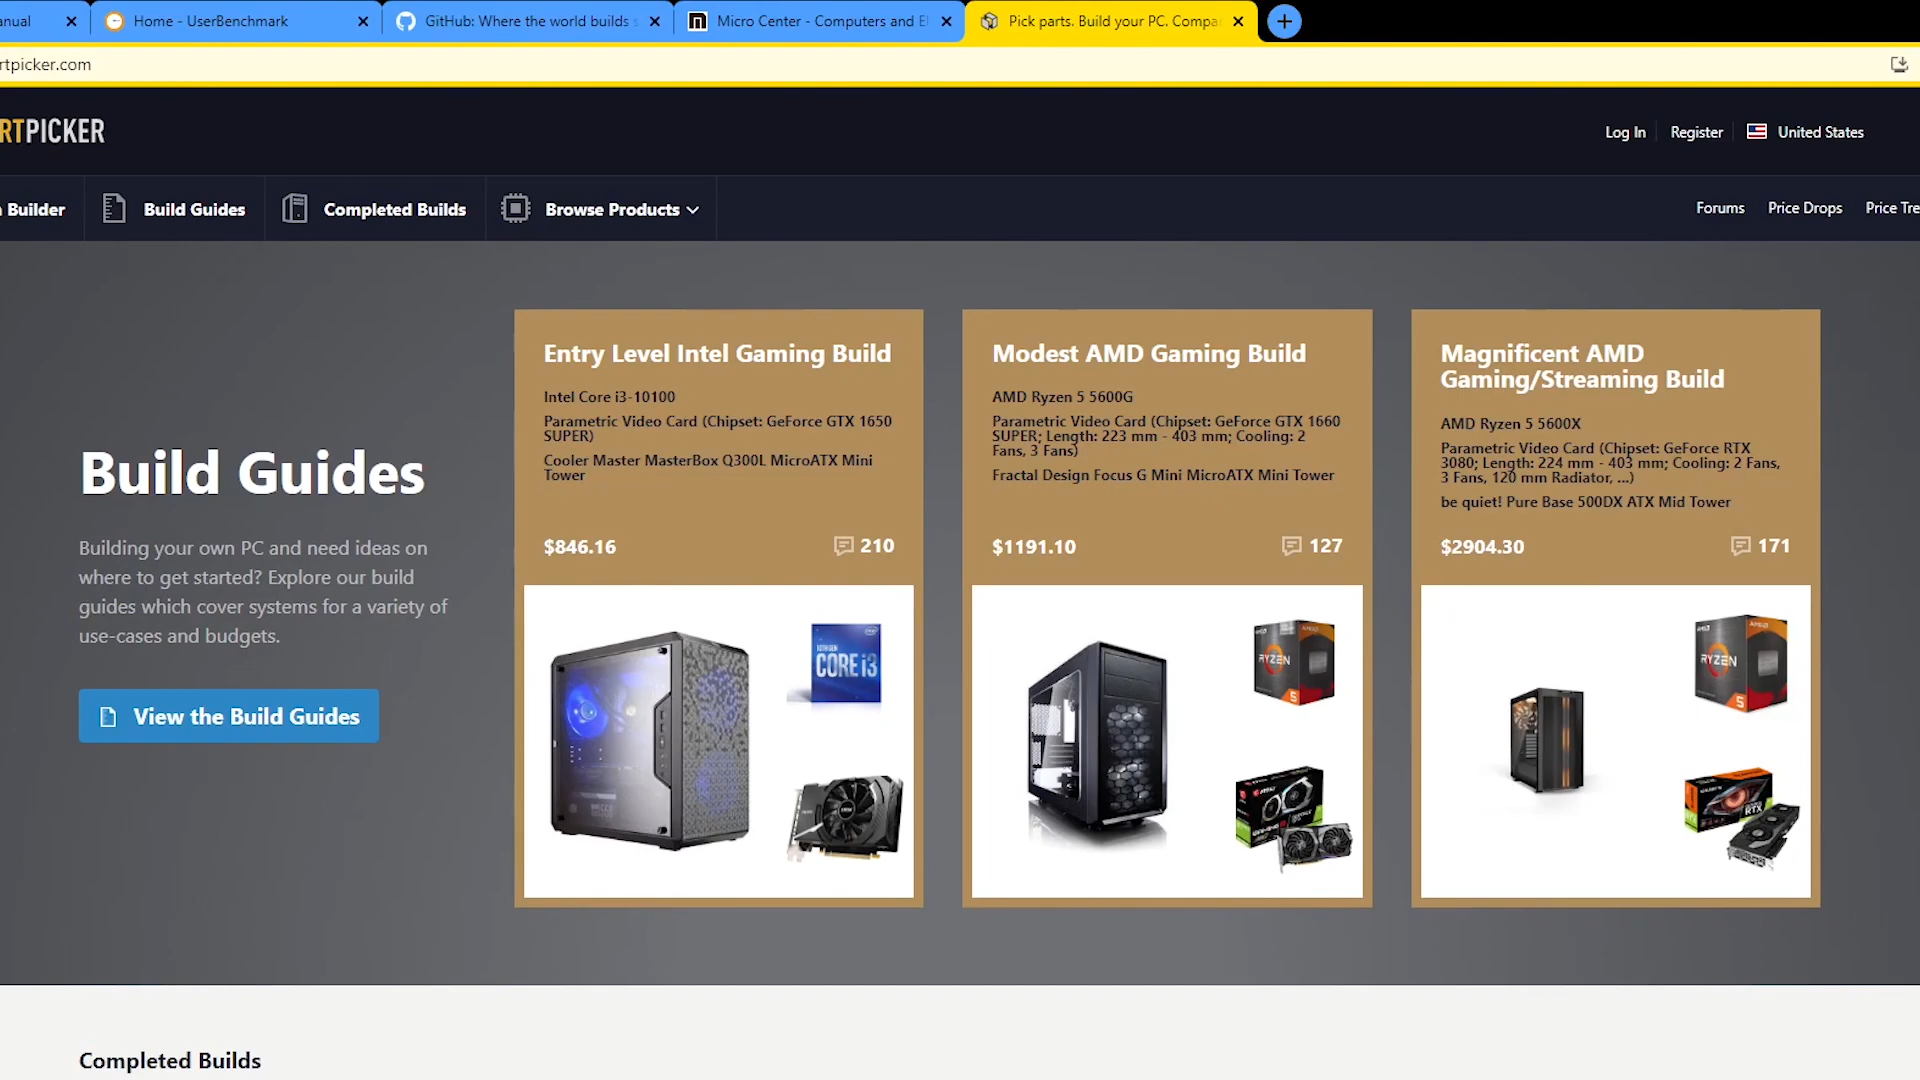 anual
Home - UserBenchmark
GitHub: Where the world builds s
Micro Center - Computers and El
Pick parts. Build your PC. Compar
rtpicker.com
RTPICKER
Log In
Register
United States
Builder
Build Guides
Completed Builds
Browse Products
Forums
Price Drops
Price Tre
Build Guides
Building your own PC and need ideas on
where to get started? Explore our build
guides which cover systems for a variety of
use-cases and budgets.
View the Build Guides
Entry Level Intel Gaming Build
Intel Core i3-10100
Parametric Video Card (Chipset: GeForce GTX 1650
SUPER)
Cooler Master MasterBox Q300L MicroATX Mini
Tower
$846.16
210
10TH GEN
CORE i3
Modest AMD Gaming Build
AMD Ryzen 5 5600G
Parametric Video Card (Chipset: GeForce GTX 1660
SUPER; Length: 223 mm - 403 mm; Cooling: 2
Fans, 3 Fans)
Fractal Design Focus G Mini MicroATX Mini Tower
$1191.10
127
RYZEN
5
Magnificent AMD
Gaming/Streaming Build
AMD Ryzen 5 5600X
Parametric Video Card (Chipset: GeForce RTX
3080; Length: 224 mm - 403 mm; Cooling: 2 Fans,
3 Fans, 120 mm Radiator, ...)
be quiet! Pure Base 500DX ATX Mid Tower
$2904.30
171
AMD
RYZEN
5
RTX
Completed Builds